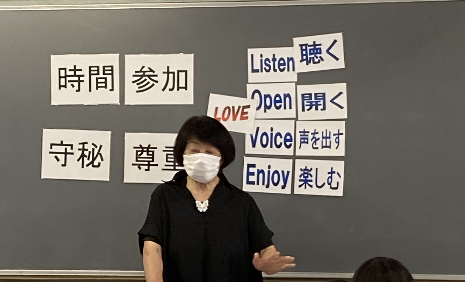 時間 参加
守秘 尊重
LOVE
Listen 聴く
Open 開く
Voice 声を出す
Enjoy 楽しむ